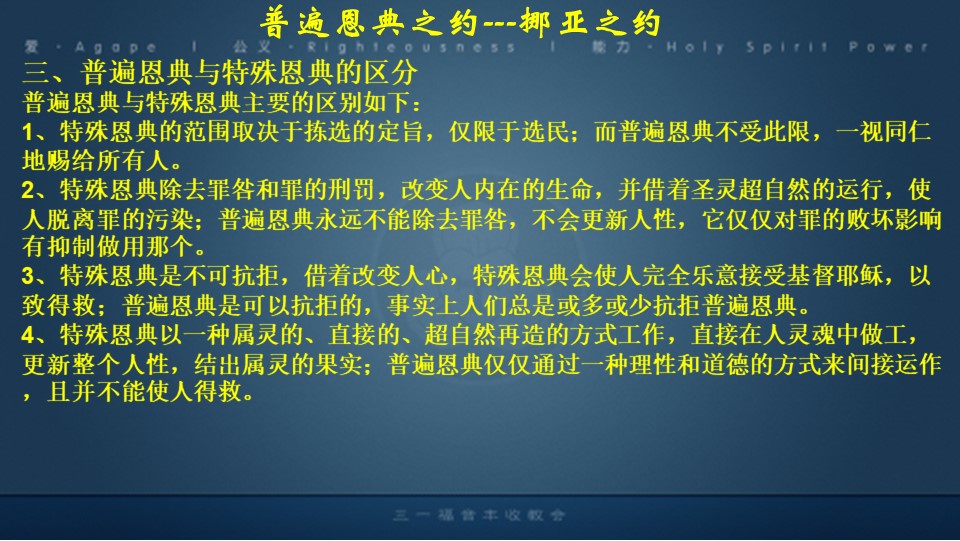 普遍恩典之约---挪亚之约
爱·Agape | 公义·Righteousness | 能力·Holy Spirit Power
三、普遍恩典与特殊恩典的区分
普遍恩典与特殊恩典主要的区别如下：
1、特殊恩典的范围取决于拣选的定旨，仅限于选民；而普遍恩典不受此限，一视同仁
地赐给所有人。
2、特殊恩典除去罪咎和罪的刑罚，改变人内在的生命，并借着圣灵超自然的运行，使
人脱离罪的污染；普遍恩典永远不能除去罪咎，不会更新人性，它仅仅对罪的败坏影响
有抑制做用那个。
3、特殊恩典是不可抗拒，借着改变人心，特殊恩典会使人完全乐意接受基督耶稣，以
致得救；普遍恩典是可以抗拒的，事实上人们总是或多或少抗拒普遍恩典。
4、特殊恩典以一种属灵的、直接的、超自然再造的方式工作，直接在人灵魂中做工，
更新整个人性，结出属灵的果实；普遍恩典仅仅通过一种理性和道德的方式来间接运作
，且并不能使人得救。
三一福音丰收教会